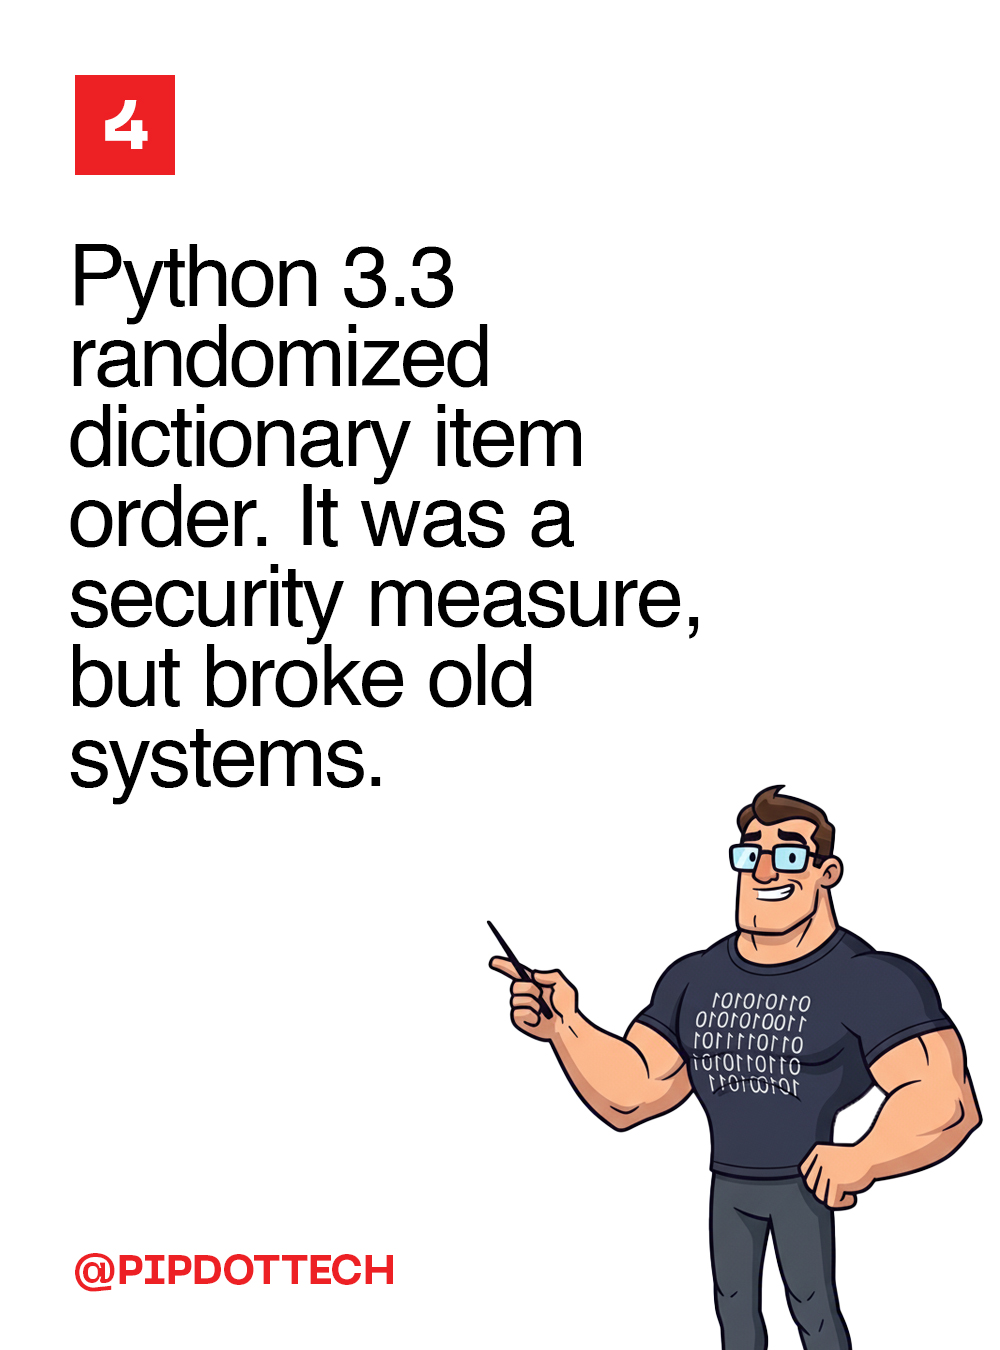 4
Python 3.3
randomized
dictionary item
order. It was a
security measure,
but broke old
systems.
@PIPDOTTECH